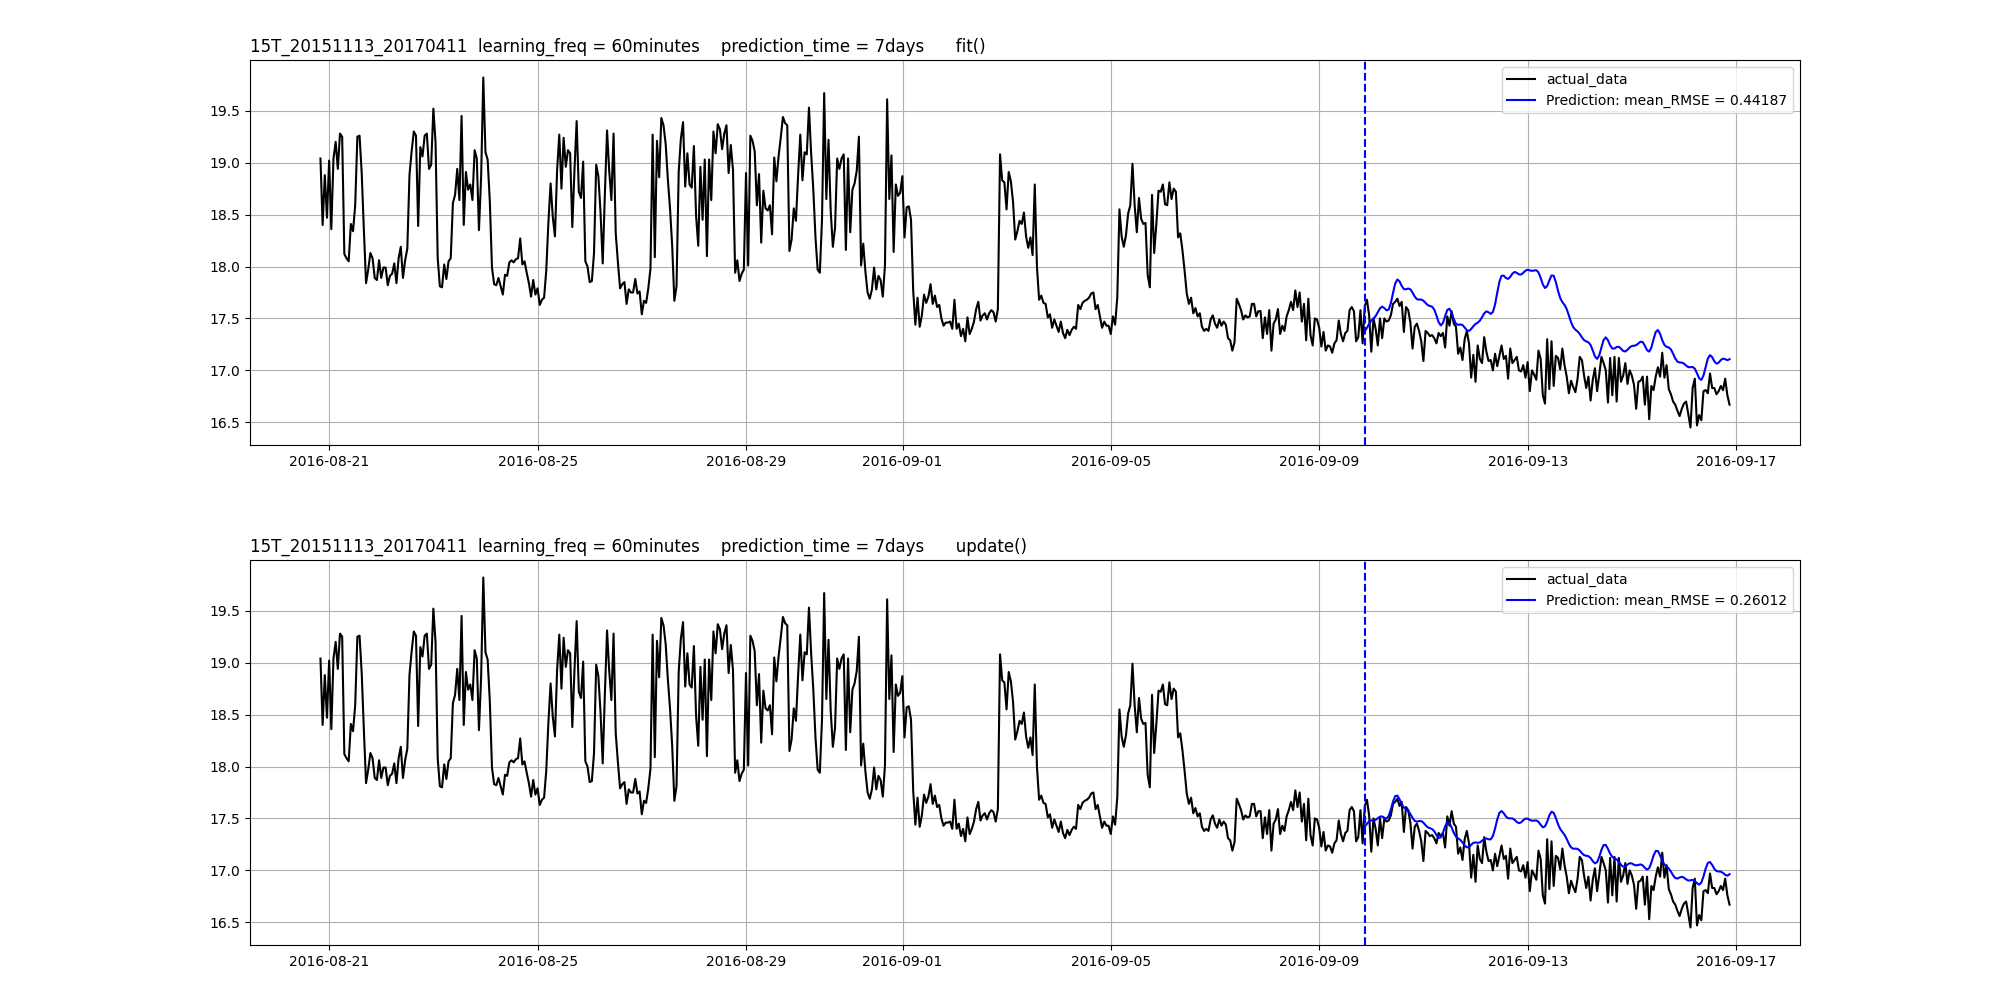 15T_20151113_20170411 learning_freq = 60minutes prediction_time = 7days fit()
actual_data
Prediction: mean_RMSE = 0.44187
19.5
19.0
18.5
18.0
17.5
17.0
16.5
2016-08-21 2016-08-25 2016-08-29 2016-09-01 2016-09-05 2016-09-09 2016-09-13 2016-09-17
15T_20151113_20170411 learning_freq = 60minutes prediction_time = 7days update()
actual_data
Prediction: mean_RMSE = 0.26012
19.5
19.0
18.5
18.0
17.5
17.0
16.5
2016-08-21 2016-08-25 2016-08-29 2016-09-01 2016-09-05 2016-09-09 2016-09-13 2016-09-17